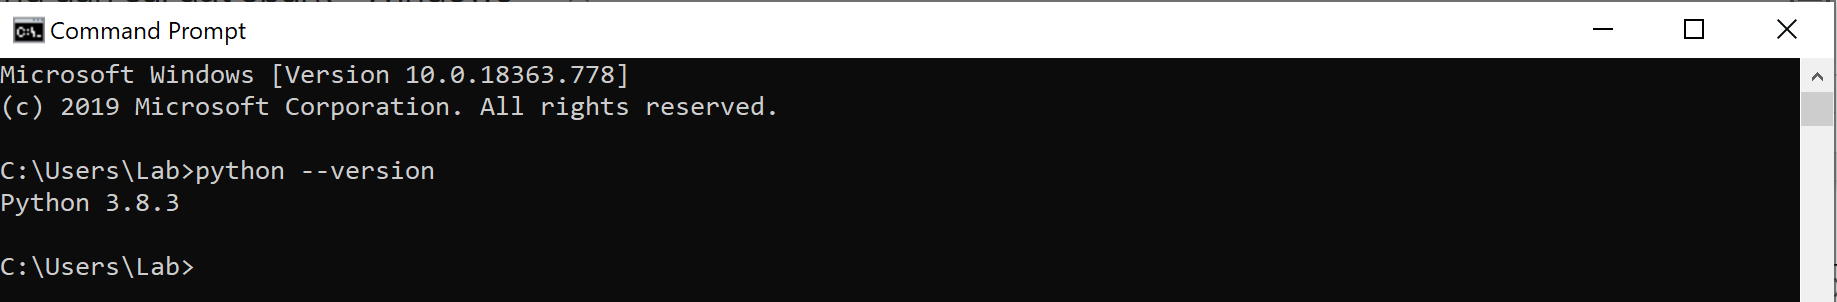 Command Prompt
Microsoft Windows [Version 10.0.18363.778]
(c) 2019 Microsoft Corporation. All rights reserved.
C:\Users\Lab>python --version
Python 3.8.3
C:\Users\Lab>